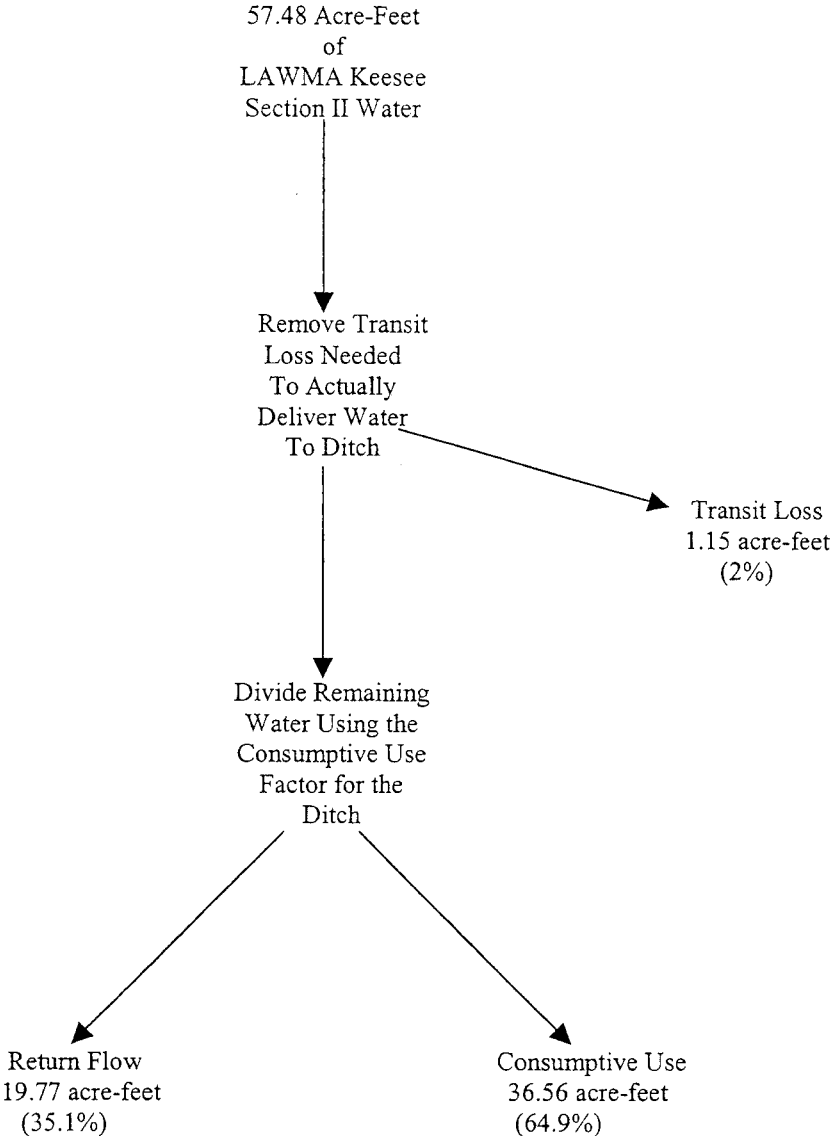 57.48 Acre-Feet
of
LAWMA Keesee
Section II Water
Remove Transit
Loss Needed
To Actually
Deliver Water
To Ditch
Transit Loss
1.15 acre-feet
(2%)
Divide Remaining
Water Using the
Consumptive Use
Factor for the
Ditch
Return Flow
19.77 acre-feet
(35.1%)
Consumptive Use
36.56 acre-feet
(64.9%)